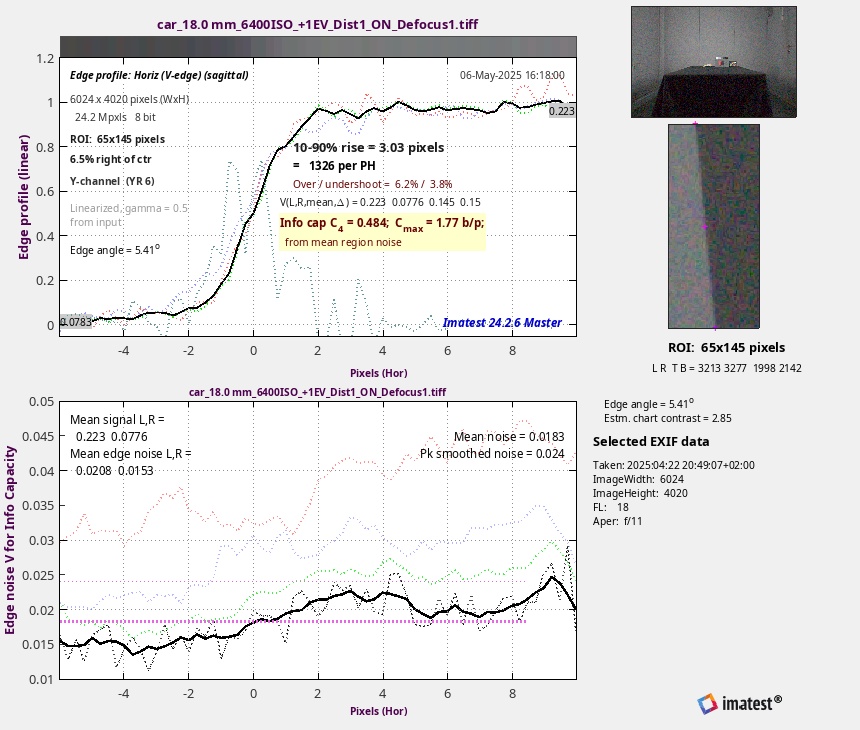 car_18.0 mm_6400ISO_+1EV_Dist1_ON_Defocus1.tiff
Edge profile: Horiz (V-edge) (sagittal)
06-May-2025 16:18:00
6024 x 4020 pixels (WxH)
24.2 Mpxls 8 bit
ROI: 65x145 pixels
6.5% right of ctr
Y-channel (YR 6)
Linearized, gamma = 0.5
from input
Edge angle = 5.41°
10-90% rise = 3.03 pixels
= 1326 per PH
Over / undershoot = 6.2% / 3.8%
V(L,R,mean,Δ) = 0.223 0.0776 0.145 0.15
Info cap C4 = 0.484; Cmax = 1.77 b/p;
from mean region noise
0.223
0.0783
Imatest 24.2.6 Master
Edge profile (linear)
1.2
1
0.8
0.6
0.4
0.2
0
-4 -2 0 2 4 6 8
Pixels (Hor)
ROI: 65x145 pixels
L R T B = 3213 3277 1998 2142
car_18.0 mm_6400ISO_+1EV_Dist1_ON_Defocus1.tiff
Mean signal L,R =
0.223 0.0776
Mean edge noise L,R =
0.0208 0.0153
Mean noise = 0.0183
Pk smoothed noise = 0.024
Edge noise V for Info Capacity
0.05
0.045
0.04
0.035
0.03
0.025
0.02
0.015
0.01
-4 -2 0 2 4 6 8
Pixels (Hor)
Edge angle = 5.41°
Estm. chart contrast = 2.85
Selected EXIF data
Taken: 2025:04:22 20:49:07+02:00
ImageWidth: 6024
ImageHeight: 4020
FL: 18
Aper: f/11
imatest®